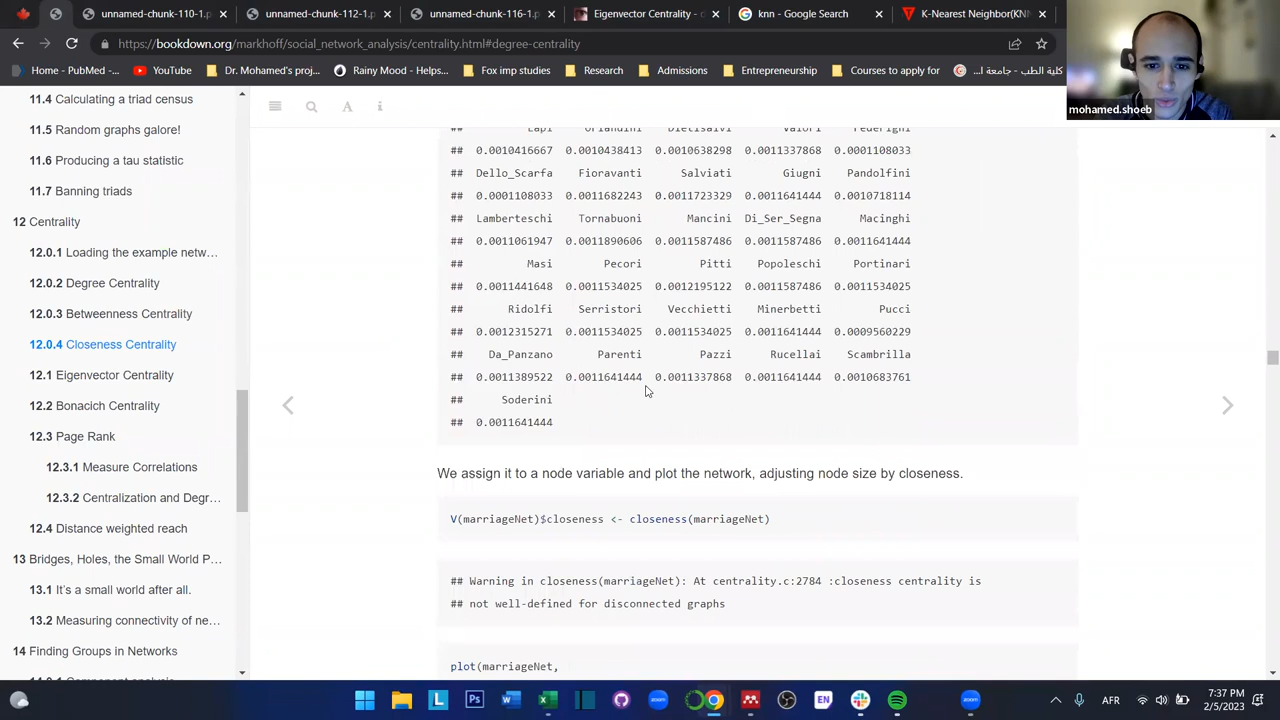 unnamed-chunk-110-1.p
unnamed-chunk-112-1.p
unnamed-chunk-116-1.p
Eigenvector Centrality - c
knn - Google Search
K-Nearest Neighbor(KNN
https://bookdown.org/markhoff/social_network_analysis/centrality.html#degree-centrality
Home - PubMed -...
YouTube
Dr. Mohamed's proj...
Rainy Mood - Helps...
Fox imp studies
Research
Admissions
Entrepreneurship
Courses to apply for
كلية الطب - جامعة ا...
mohamed.shoeb
11.4 Calculating a triad census
11.5 Random graphs galore!
11.6 Producing a tau statistic
11.7 Banning triads
12 Centrality
12.0.1 Loading the example netw...
12.0.2 Degree Centrality
12.0.3 Betweenness Centrality
12.0.4 Closeness Centrality
12.1 Eigenvector Centrality
12.2 Bonacich Centrality
12.3 Page Rank
12.3.1 Measure Correlations
12.3.2 Centralization and Degr...
12.4 Distance weighted reach
13 Bridges, Holes, the Small World P...
13.1 It's a small world after all.
13.2 Measuring connectivity of ne...
14 Finding Groups in Networks
## Lapi Orlandini Dietisalvi Valori Federighi
## 0.0010416667 0.0010438413 0.0010638298 0.0011337868 0.0001108033
## Dello_Scarfa Fioravanti Salviati Giugni Pandolfini
## 0.0001108033 0.0011682243 0.0011723329 0.0011641444 0.0010718114
## Lamberteschi Tornabuoni Mancini Di_Ser_Segna Macinghi
## 0.0011061947 0.0011890606 0.0011587486 0.0011587486 0.0011641444
## Masi Pecori Pitti Popoleschi Portinari
## 0.0011441648 0.0011534025 0.0012195122 0.0011587486 0.0011534025
## Ridolfi Serristori Vecchietti Minerbetti Pucci
## 0.0012315271 0.0011534025 0.0011534025 0.0011641444 0.0009560229
## Da_Panzano Parenti Pazzi Rucellai Scambrilla
## 0.0011389522 0.0011641444 0.0011337868 0.0011641444 0.0010683761
## Soderini
## 0.0011641444
We assign it to a node variable and plot the network, adjusting node size by closeness.
V(marriageNet)$closeness <- closeness(marriageNet)
## Warning in closeness(marriageNet): At centrality.c:2784 :closeness centrality is
## not well-defined for disconnected graphs
plot(marriageNet,
AFR
7:37 PM
2/5/2023